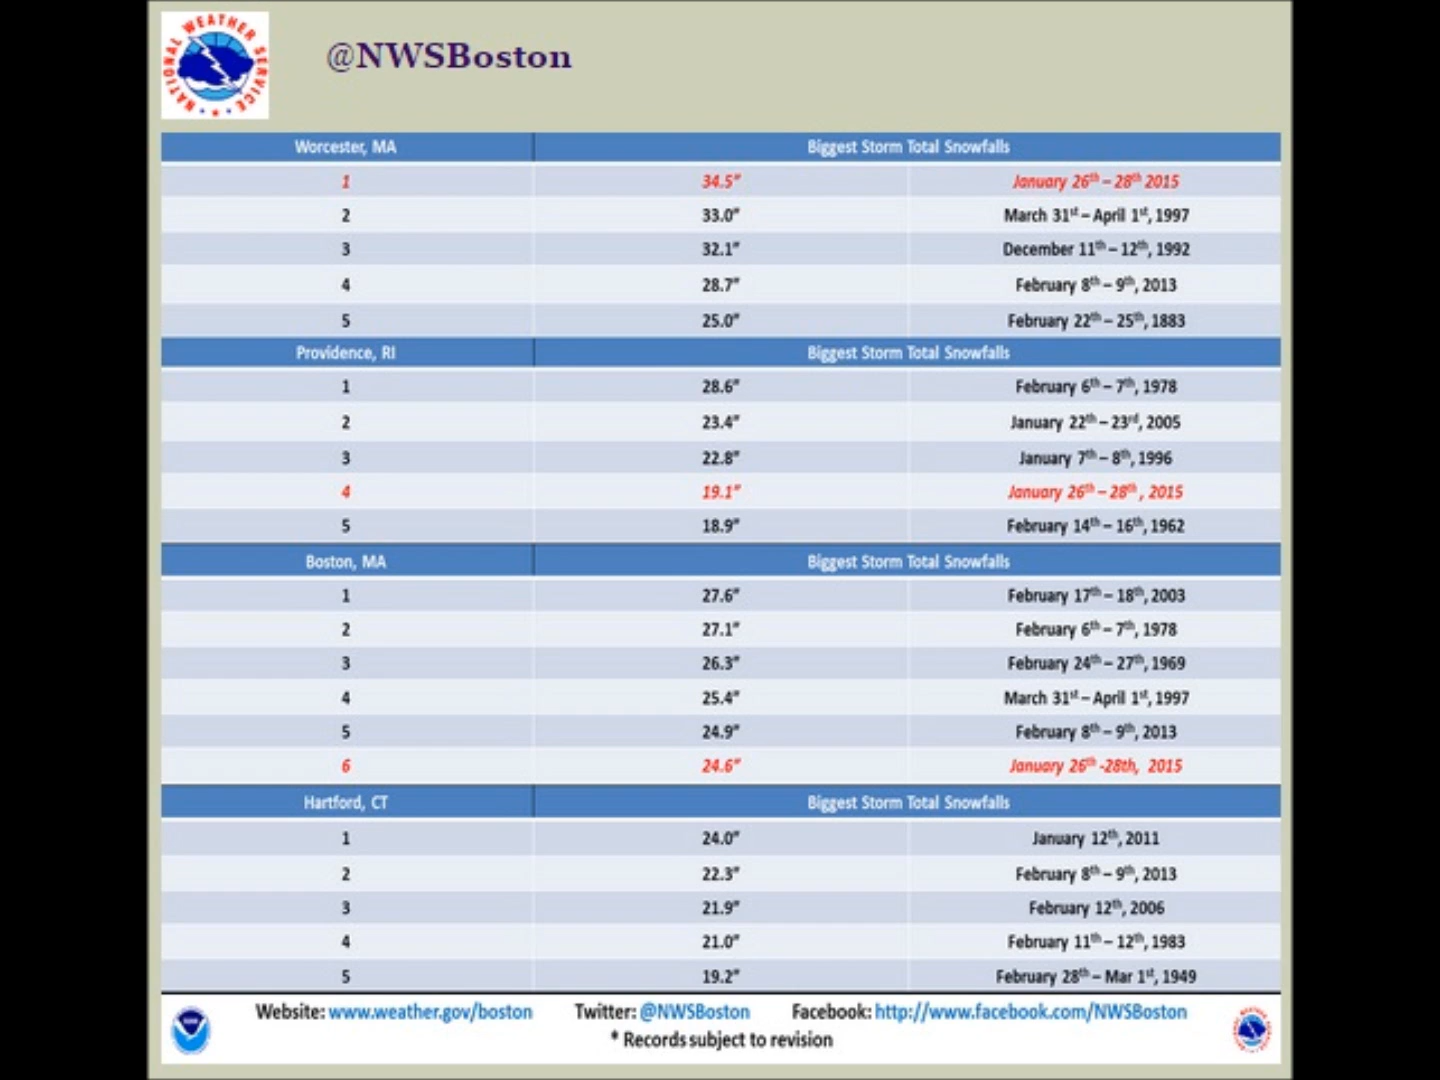 NATIONAL WEATHER SERVICE
@NWSBoston
Worcester, MA Biggest Storm Total Snowfalls
1 34.5" January 26th – 28th 2015
2 33.0" March 31st – April 1st, 1997
3 32.1" December 11th – 12th, 1992
4 28.7" February 8th – 9th, 2013
5 25.0" February 22th – 25th, 1883
Providence, RI Biggest Storm Total Snowfalls
1 28.6" February 6th – 7th, 1978
2 23.4" January 22th – 23rd, 2005
3 22.8" January 7th – 8th, 1996
4 19.1" January 26th – 28th , 2015
5 18.9" February 14th – 16th, 1962
Boston, MA Biggest Storm Total Snowfalls
1 27.6" February 17th – 18th, 2003
2 27.1" February 6th – 7th, 1978
3 26.3" February 24th – 27th, 1969
4 25.4" March 31st – April 1st, 1997
5 24.9" February 8th – 9th, 2013
6 24.6" January 26th -28th, 2015
Hartford, CT Biggest Storm Total Snowfalls
1 24.0" January 12th, 2011
2 22.3" February 8th – 9th, 2013
3 21.9" February 12th, 2006
4 21.0" February 11th – 12th, 1983
5 19.2" February 28th – Mar 1st, 1949
Website: www.weather.gov/boston Twitter: @NWSBoston Facebook: http://www.facebook.com/NWSBoston
* Records subject to revision